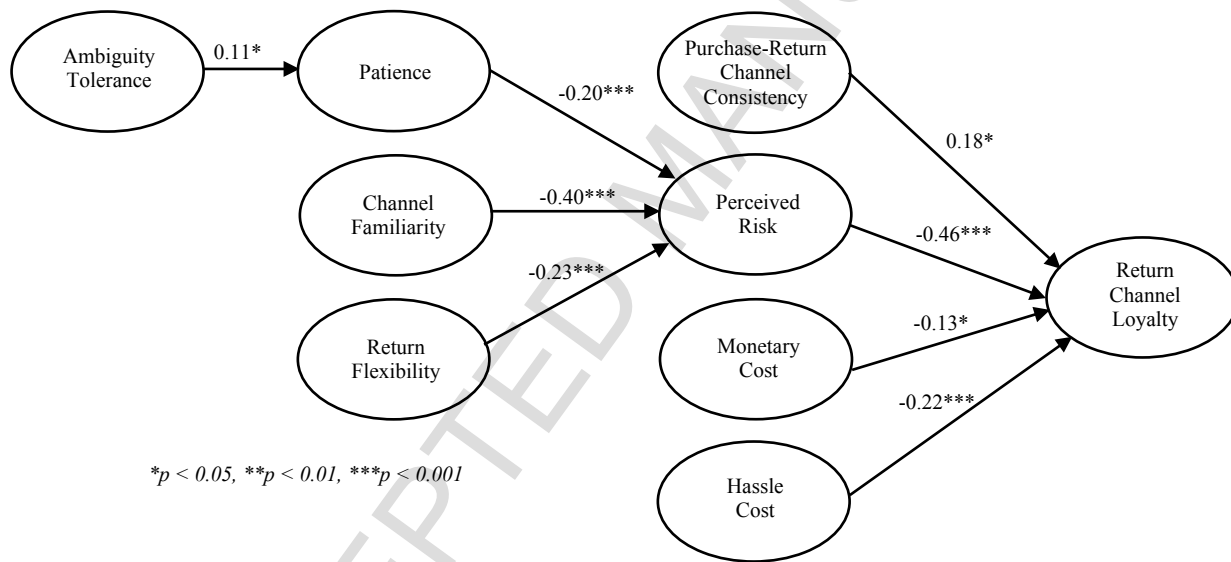 Ambiguity
Tolerance
0.11*
Patience
-0.20***
Purchase-Return
Channel
Consistency
0.18*
Channel
Familiarity
-0.40***
Perceived
Risk
-0.46***
Return
Channel
Loyalty
Return
Flexibility
-0.23***
Monetary
Cost
-0.13*
Hassle
Cost
-0.22***
*p < 0.05, **p < 0.01, ***p < 0.001